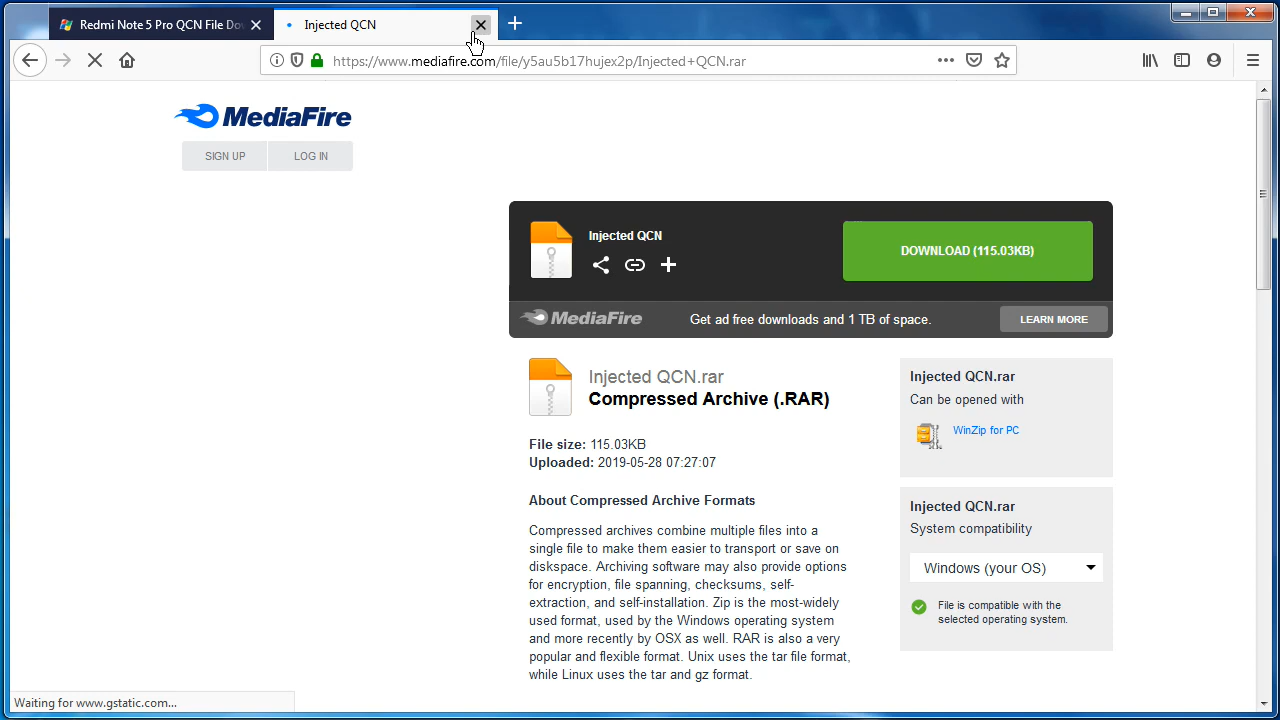 Redmi Note 5 Pro QCN File Do
Injected QCN
https://www.mediafire.com/file/y5au5b17hujex2p/Injected+QCN.rar
MediaFire
SIGN UP
LOG IN
Injected QCN
DOWNLOAD (115.03KB)
MediaFire
Get ad free downloads and 1 TB of space.
LEARN MORE
Injected QCN.rar
Compressed Archive (.RAR)
File size: 115.03KB
Uploaded: 2019-05-28 07:27:07
About Compressed Archive Formats
Compressed archives combine multiple files into a
single file to make them easier to transport or save on
diskspace. Archiving software may also provide options
for encryption, file spanning, checksums, self-
extraction, and self-installation. Zip is the most-widely
used format, used by the Windows operating system
and more recently by OSX as well. RAR is also a very
popular and flexible format. Unix uses the tar file format,
while Linux uses the tar and gz format.
Injected QCN.rar
Can be opened with
WinZip for PC
Injected QCN.rar
System compatibility
Windows (your OS)
File is compatible with the
selected operating system.
Waiting for www.gstatic.com...